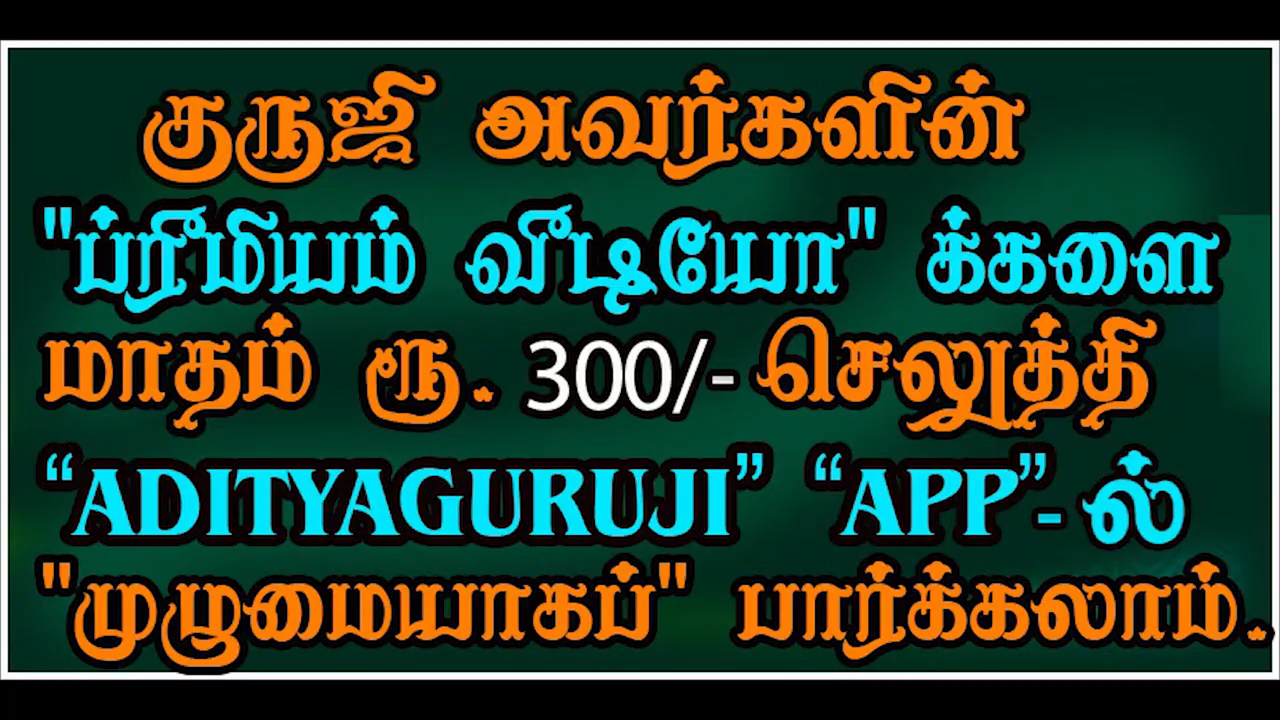 குருஜி அவர்களின்
"ப்ரீமியம் வீடியோ" க்களை
மாதம் ரூ. 300/- செலுத்தி
“ADITYAGURUJI” “APP”- ல்
"முழுமையாகப்" பார்க்கலாம்.